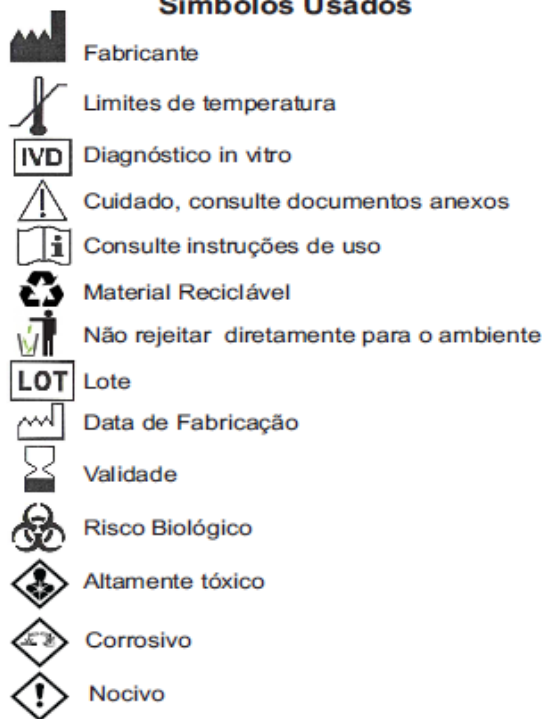 Símbolos Usados
Fabricante
Limites de temperatura
IVD Diagnóstico in vitro
Cuidado, consulte documentos anexos
i Consulte instruções de uso
Material Reciclável
Não rejeitar diretamente para o ambiente
LOT Lote
Data de Fabricação
Validade
Risco Biológico
Altamente tóxico
Corrosivo
Nocivo